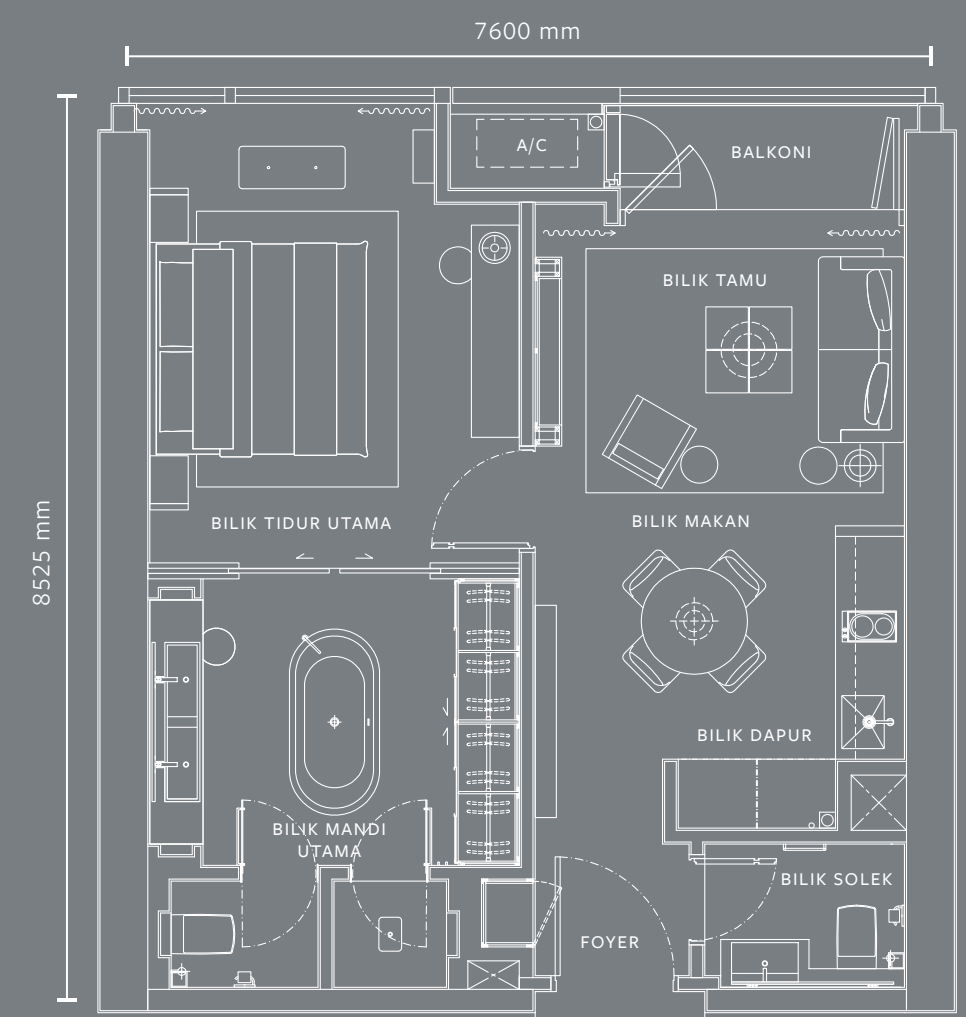 7600 mm
A/C
BALKONI
BILIK TAMU
8525 mm
BILIK TIDUR UTAMA
BILIK MAKAN
BILIK DAPUR
BILIK MANDI
UTAMA
BILIK SOLEK
FOYER